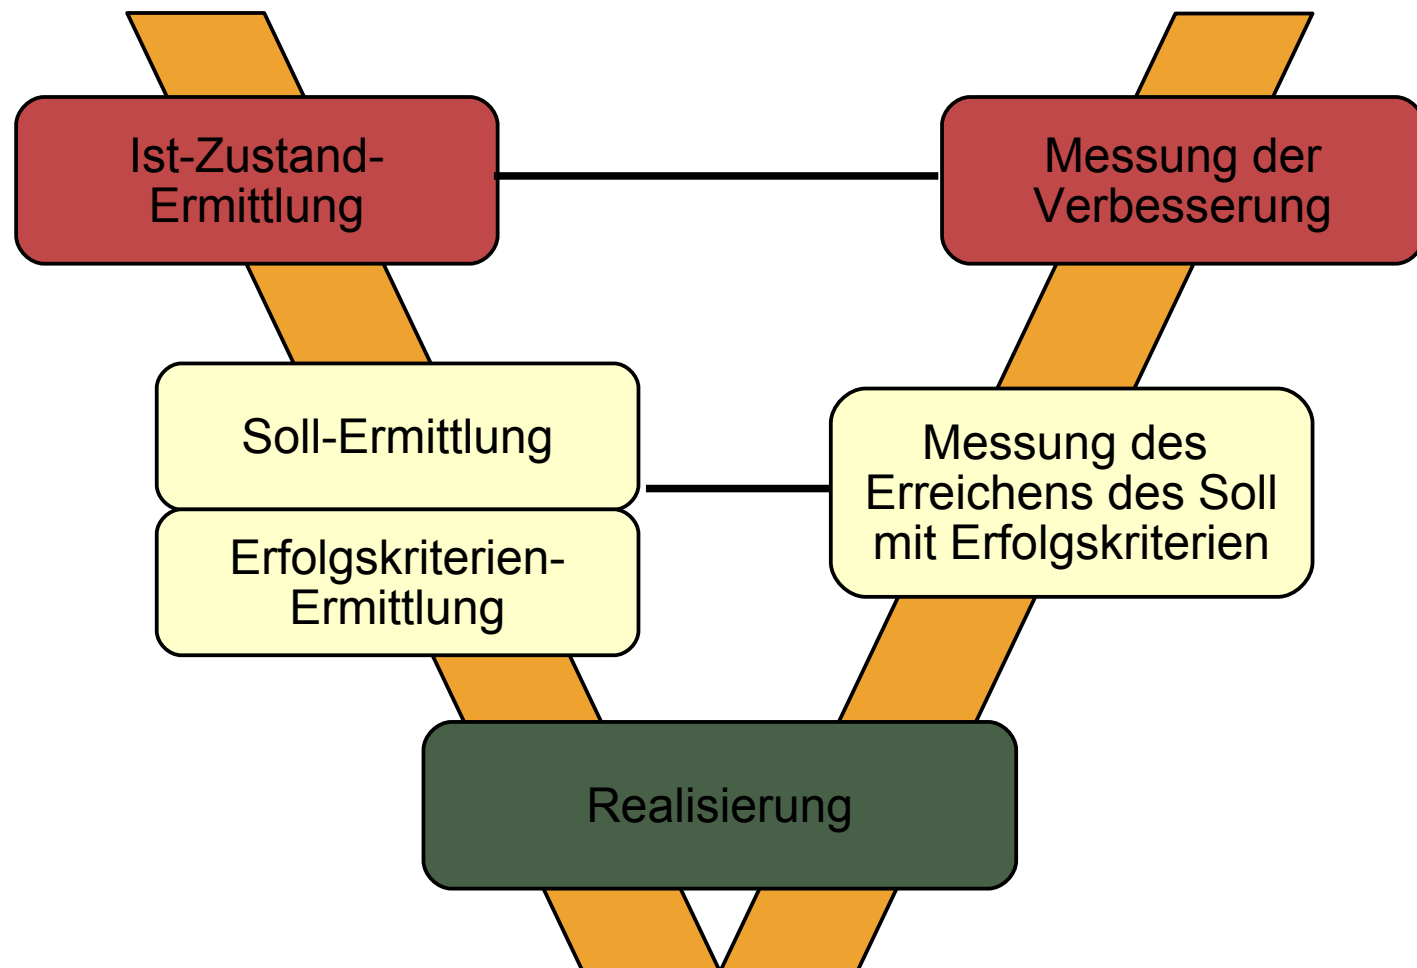 Ist-Zustand-
Ermittlung
Messung der
Verbesserung
Soll-Ermittlung
Erfolgskriterien-
Ermittlung
Messung des
Erreichens des Soll
mit Erfolgskriterien
Realisierung